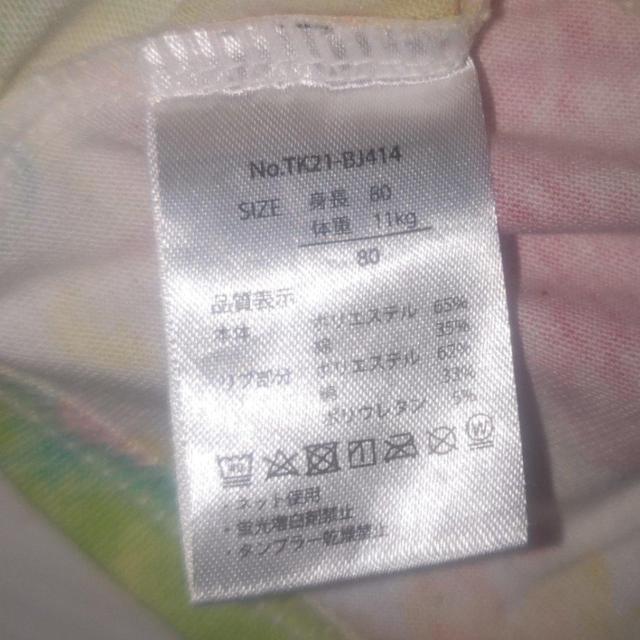 No.TK21-BJ414
SIZE 身長 80
体重 11kg
80
品質表示
本体 ポリエステル 65%
綿 35%
リブ部分 ポリエステル 62%
綿 33%
ポリウレタン 5%
W
・ネット使用
・蛍光増白剤禁止
・タンブラー乾燥禁止